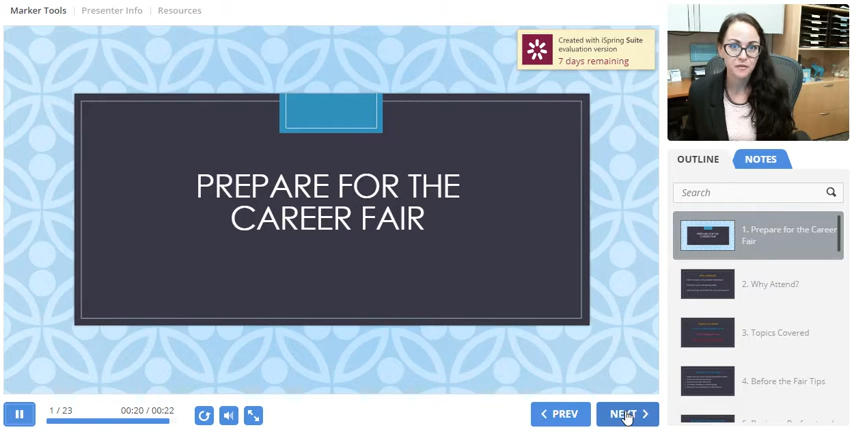 Marker Tools
Presenter Info
Resources
Created with iSpring Suite
evaluation version
7 days remaining
PREPARE FOR THE
CAREER FAIR
OUTLINE
NOTES
Search
1. Prepare for the Career
Fair
2. Why Attend?
3. Topics Covered
4. Before the Fair Tips
1 / 23
00:20 / 00:22
PREV
NEXT